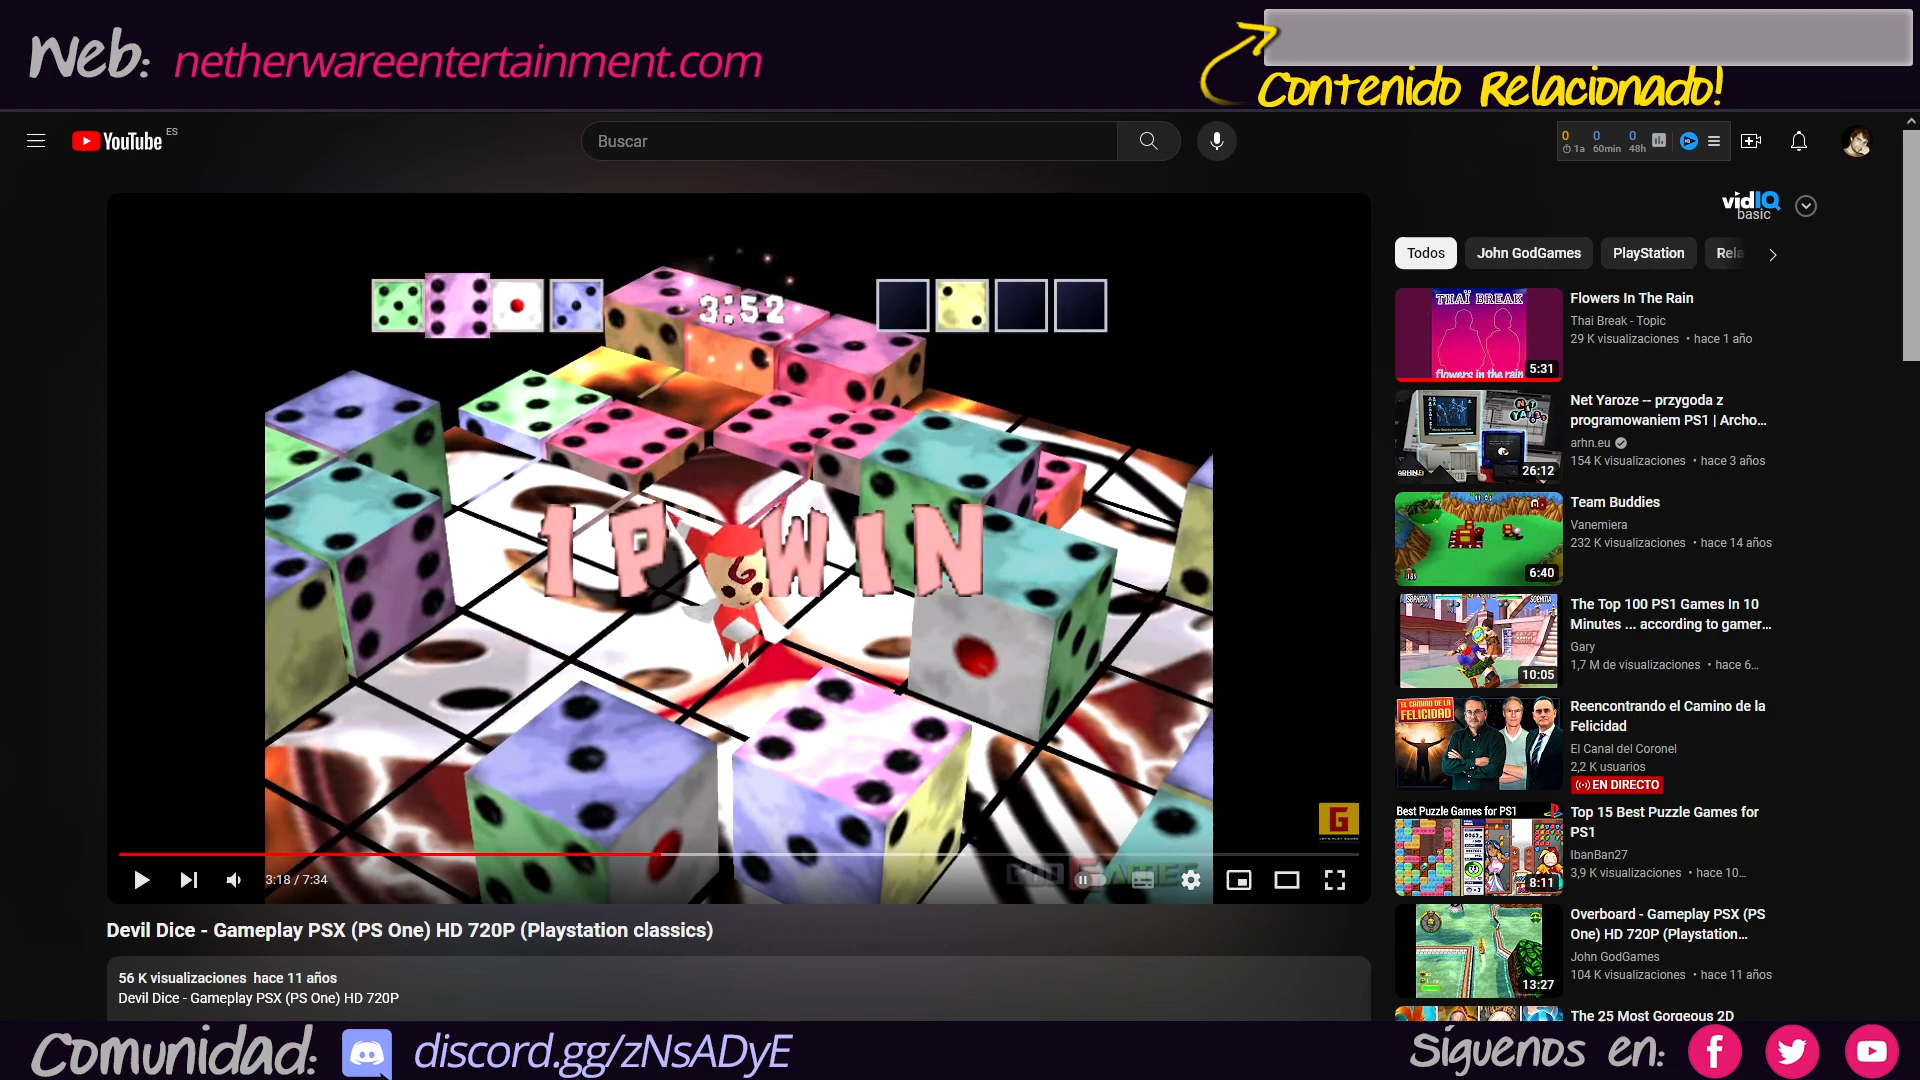 Web: netherwareentertainment.com
Contenido Relacionado!
YouTube ES
Buscar
0 0 0
1a 60min 48h
vidIQ
basic
Todos John GodGames PlayStation Rela
3:52
1P WIN
THAÏ BREAK
flowers in the rain
5:31
Flowers In The Rain
Thai Break - Topic
29 K visualizaciones • hace 1 año
26:12
Net Yaroze -- przygoda z
programowaniem PS1 | Archo...
arhn.eu
154 K visualizaciones • hace 3 años
6:40
Team Buddies
Vanemiera
232 K visualizaciones • hace 14 años
SOPHITIA
10:05
The Top 100 PS1 Games In 10
Minutes ... according to gamer...
Gary
1,7 M de visualizaciones • hace 6...
EL CAMINO DE LA
FELICIDAD
Reencontrando el Camino de la
Felicidad
El Canal del Coronel
2,2 K usuarios
EN DIRECTO
Best Puzzle Games for PS1
8:11
Top 15 Best Puzzle Games for
PS1
IbanBan27
3,9 K visualizaciones • hace 10...
13:27
Overboard - Gameplay PSX (PS
One) HD 720P (Playstation...
John GodGames
104 K visualizaciones • hace 11 años
The 25 Most Gorgeous 2D
G
3:18 / 7:34
Devil Dice - Gameplay PSX (PS One) HD 720P (Playstation classics)
56 K visualizaciones hace 11 años
Devil Dice - Gameplay PSX (PS One) HD 720P
Comunidad: discord.gg/zNsADyE
Síguenos en: